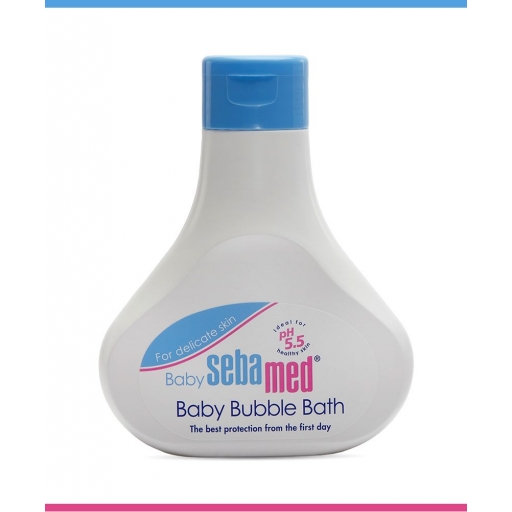 For delicate skin
ideal for
pH
5.5
healthy skin
Baby sebamed®
Baby Bubble Bath
The best protection from the first day